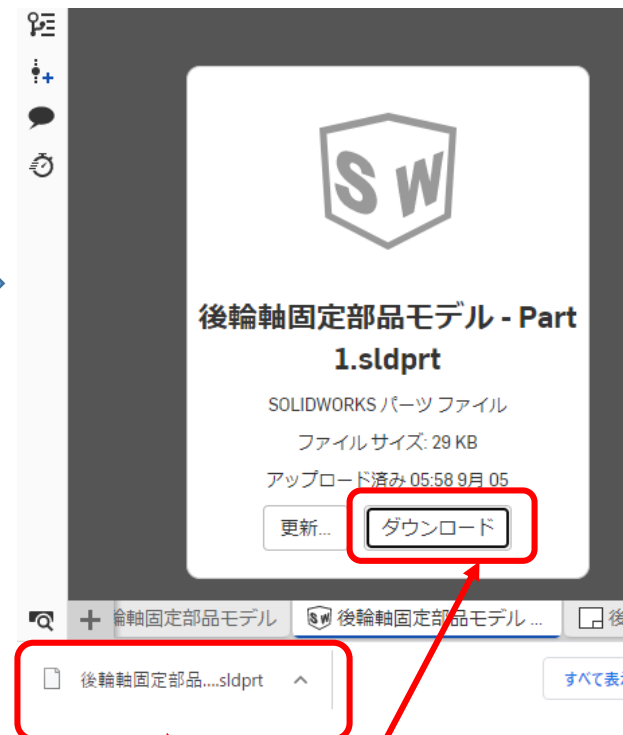 SW
後輪軸固定部品モデル - Part
1.sldprt
SOLIDWORKS パーツ ファイル
ファイル サイズ: 29 KB
アップロード済み 05:58 9月 05
更新...
ダウンロード
輪軸固定部品モデル
SW 後輪軸固定部品モデル ...
後
後輪軸固定部品....sldprt
すべて表